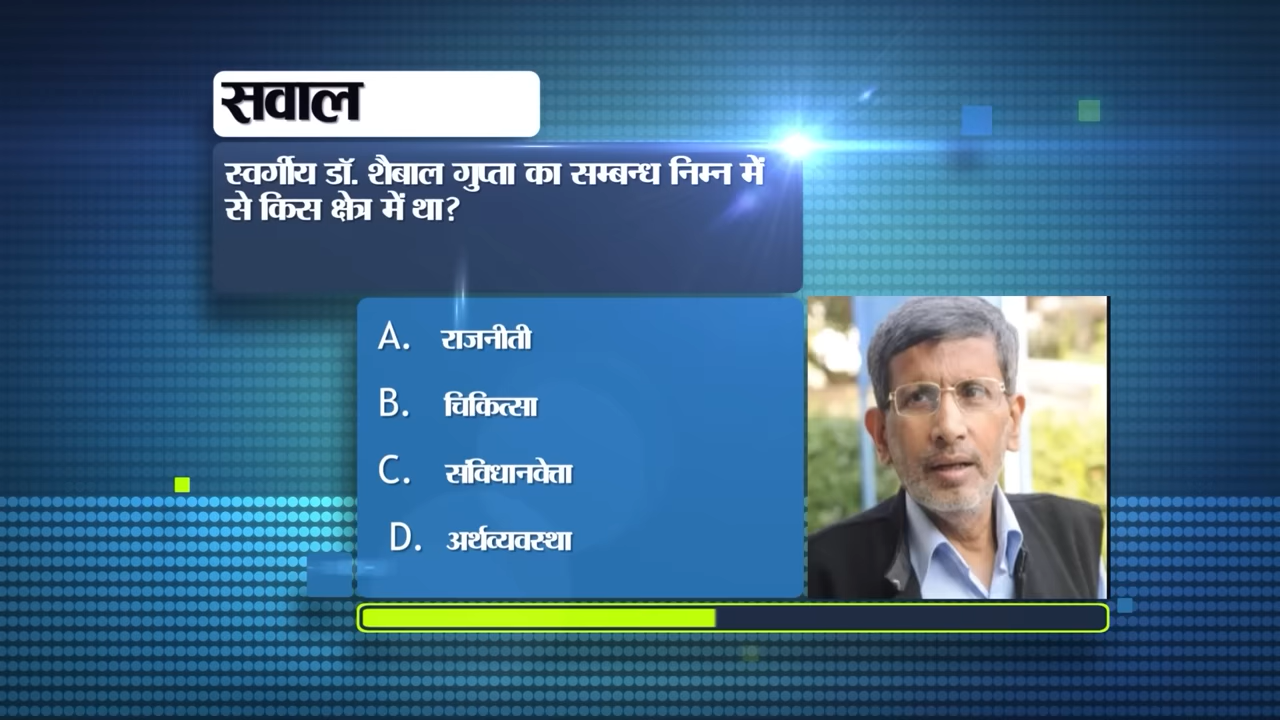 सवाल
स्वर्गीय डॉ. शैबाल गुप्ता का सम्बन्ध निम्न में
से किस क्षेत्र में था?
A. राजनीती
B. चिकित्सा
C. संविधानवेत्ता
D. अर्थव्यवस्था